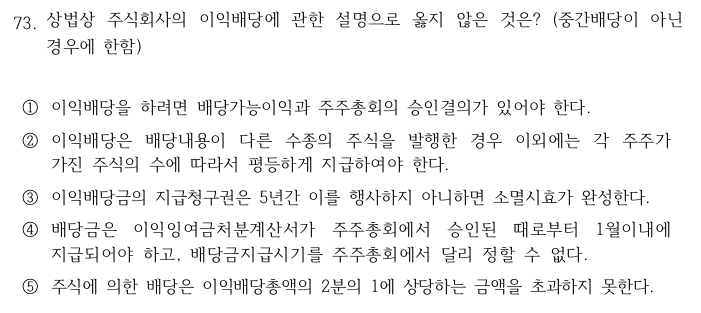 73. 상법상 주식회사의 이익배당에 관한 설명으로 옳지 않은 것은? (중간배당이 아닌
경우에 한함)
① 이익배당을 하려면 배당가능이익과 주주총회의 승인결의가 있어야 한다.
② 이익배당은 배당내용이 다른 수종의 주식을 발행한 경우 이외에는 각 주주가
가진 주식의 수에 따라서 평등하게 지급하여야 한다.
③ 이익배당금의 지급청구권은 5년간 이를 행사하지 아니하면 소멸시효가 완성한다.
④ 배당금은 이익잉여금처분계산서가 주주총회에서 승인된 때로부터 1월이내에
지급되어야 하고, 배당금지급시기를 주주총회에서 달리 정할 수 없다.
⑤ 주식에 의한 배당은 이익배당총액의 2분의 1에 상당하는 금액을 초과하지 못한다.